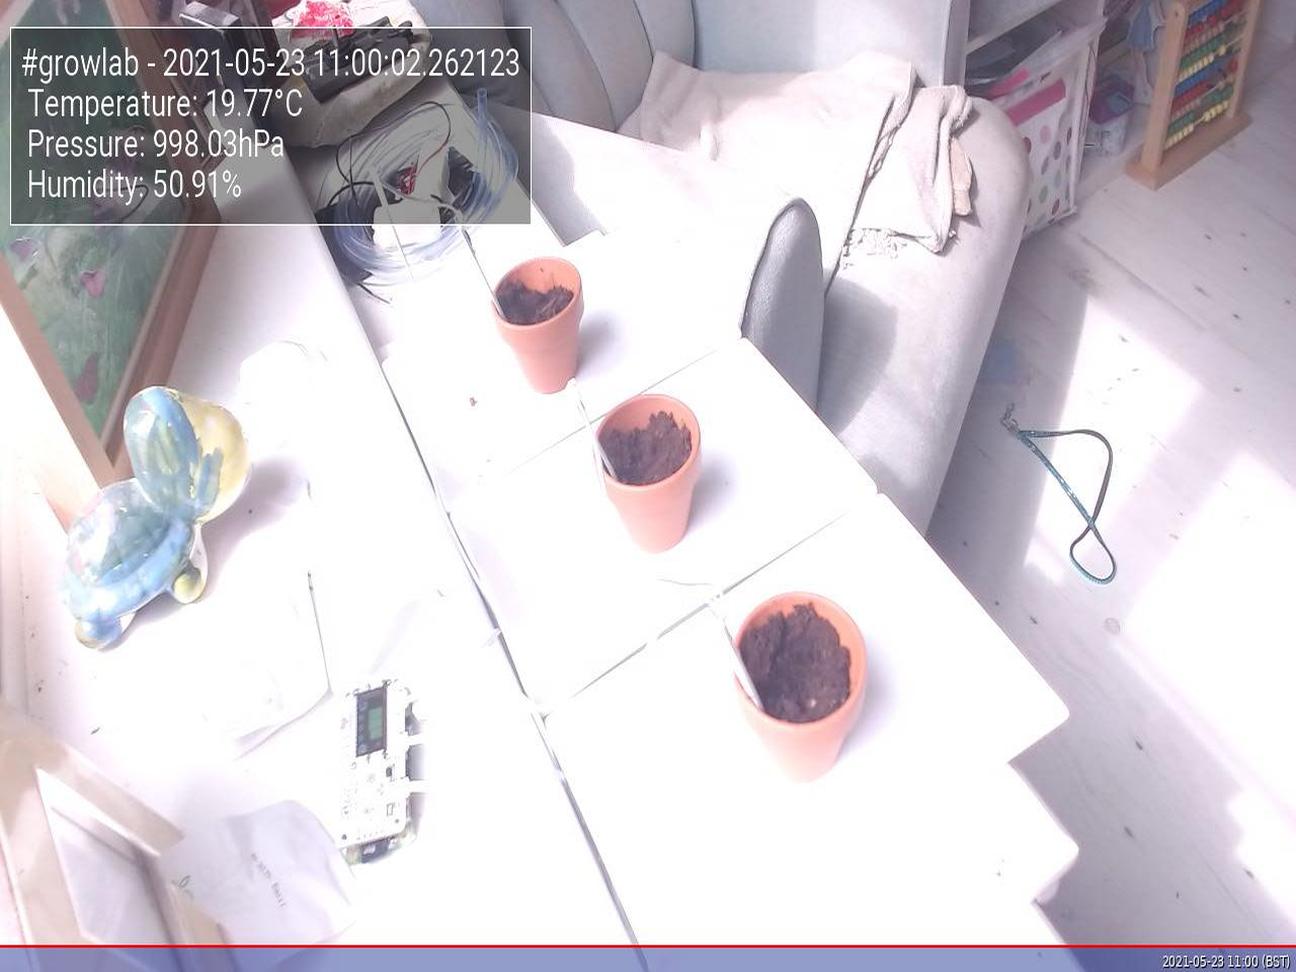 #growlab - 2021-05-23 11:00:02.262123
Temperature: 19.77°C
Pressure: 998.03hPa
Humidity: 50.91%
2021-05-23 11:00 (BST)